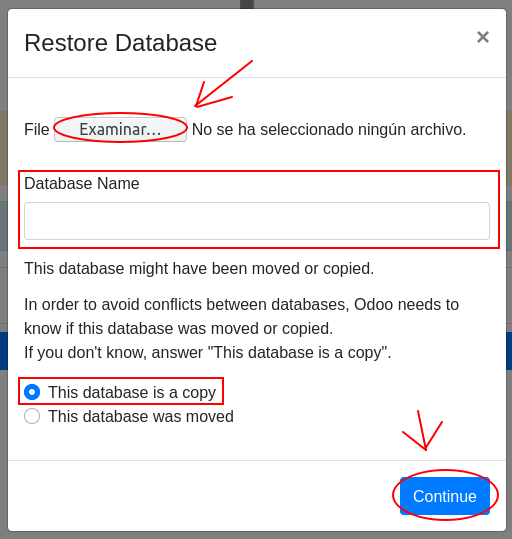 Restore Database
×
File Examinar... No se ha seleccionado ningún archivo.
Database Name
This database might have been moved or copied.
In order to avoid conflicts between databases, Odoo needs to
know if this database was moved or copied.
If you don't know, answer "This database is a copy".
This database is a copy
This database was moved
Continue